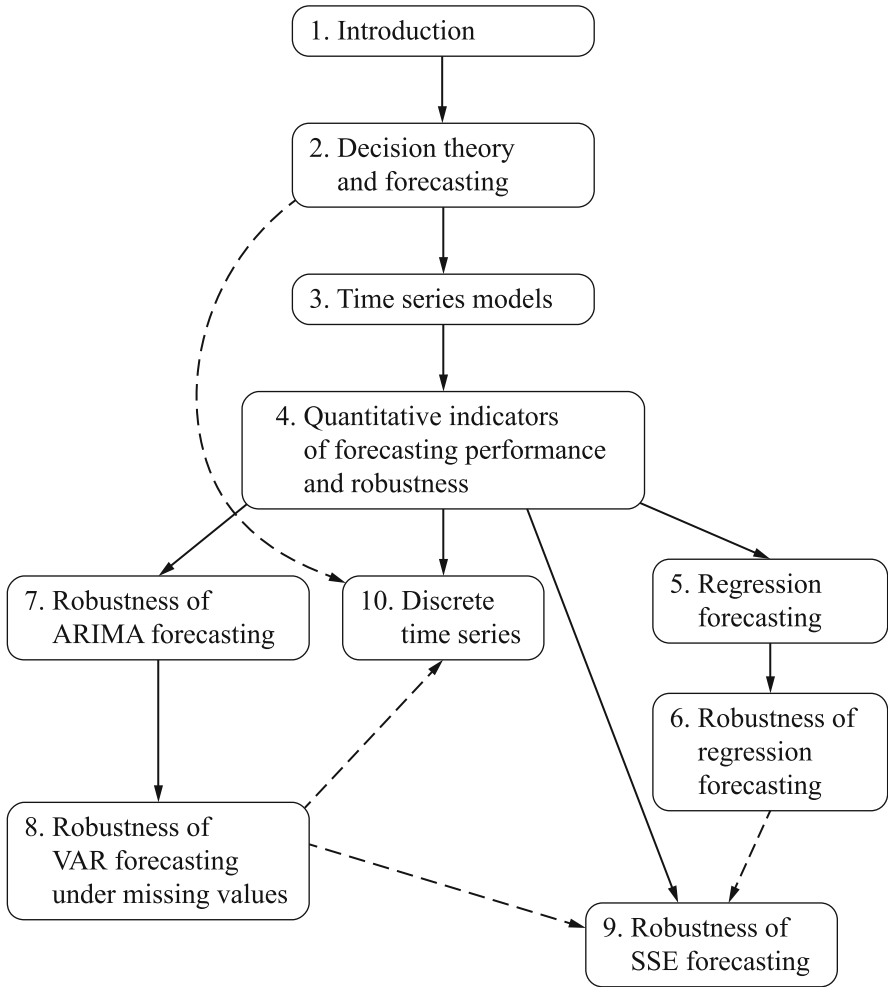 1. Introduction
2. Decision theory
and forecasting
3. Time series models
4. Quantitative indicators
of forecasting performance
and robustness
7. Robustness of
ARIMA forecasting
10. Discrete
time series
5. Regression
forecasting
6. Robustness of
regression
forecasting
8. Robustness of
VAR forecasting
under missing values
9. Robustness of
SSE forecasting